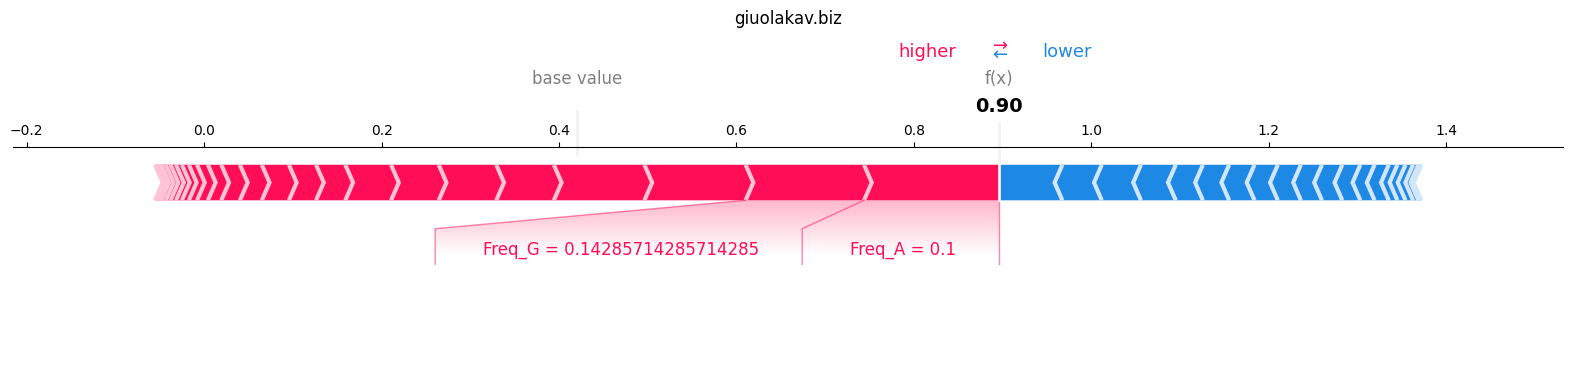 giuolakav.biz
higher ⇄ lower
base value f(x)
0.90
−0.2 0.0 0.2 0.4 0.6 0.8 1.0 1.2 1.4
Freq_G = 0.14285714285714285 Freq_A = 0.1